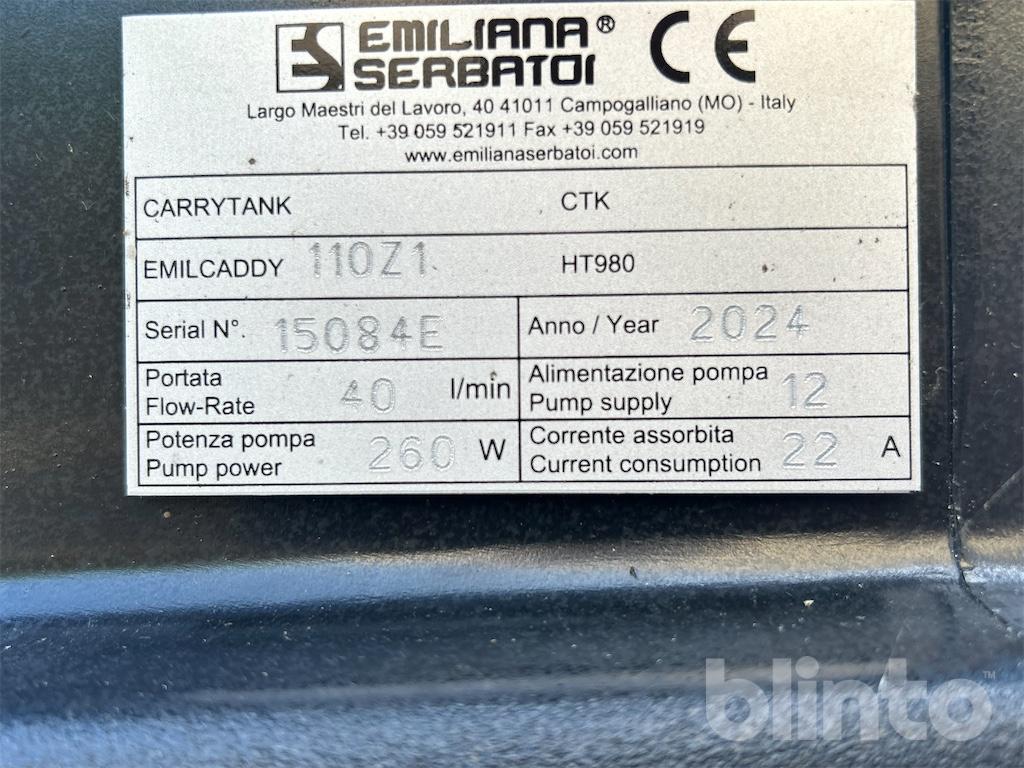 EMILIANA®
SERBATOI
CE
Largo Maestri del Lavoro, 40 41011 Campogalliano (MO) - Italy
Tel. +39 059 521911 Fax +39 059 521919
www.emilianaserbatoi.com
CARRYTANK CTK
EMILCADDY 110Z1 HT980
Serial N°. 15084E
Anno / Year 2024
Portata
Flow-Rate 40 l/min
Alimentazione pompa
Pump supply 12
Potenza pompa
Pump power 260 W
Corrente assorbita
Current consumption 22 A
blinto™